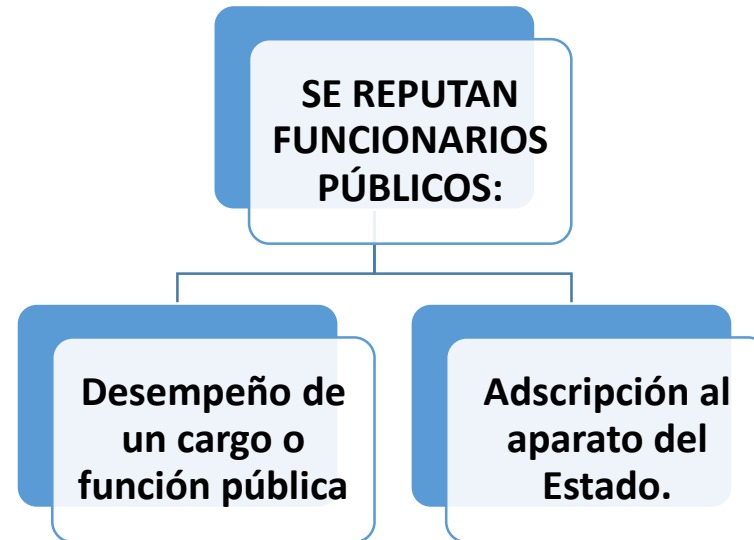 SE REPUTAN
FUNCIONARIOS
PÚBLICOS:
Desempeño de
un cargo o
función pública
Adscripción al
aparato del
Estado.